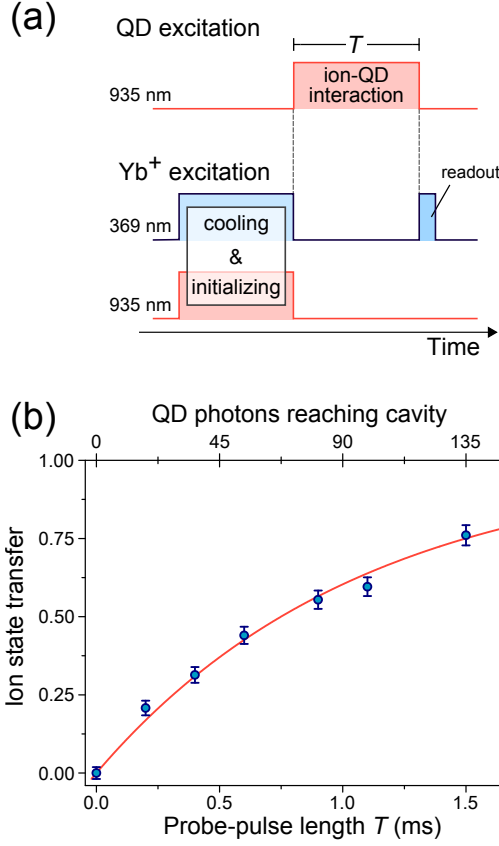 (a)
QD excitation
T
935 nm
ion-QD
interaction
Yb+ excitation
readout
369 nm
cooling
&
935 nm
initializing
Time
(b)
QD photons reaching cavity
0 45 90 135
1.00
0.75
0.50
0.25
0.00
Ion state transfer
0.0 0.5 1.0 1.5
Probe-pulse length T (ms)